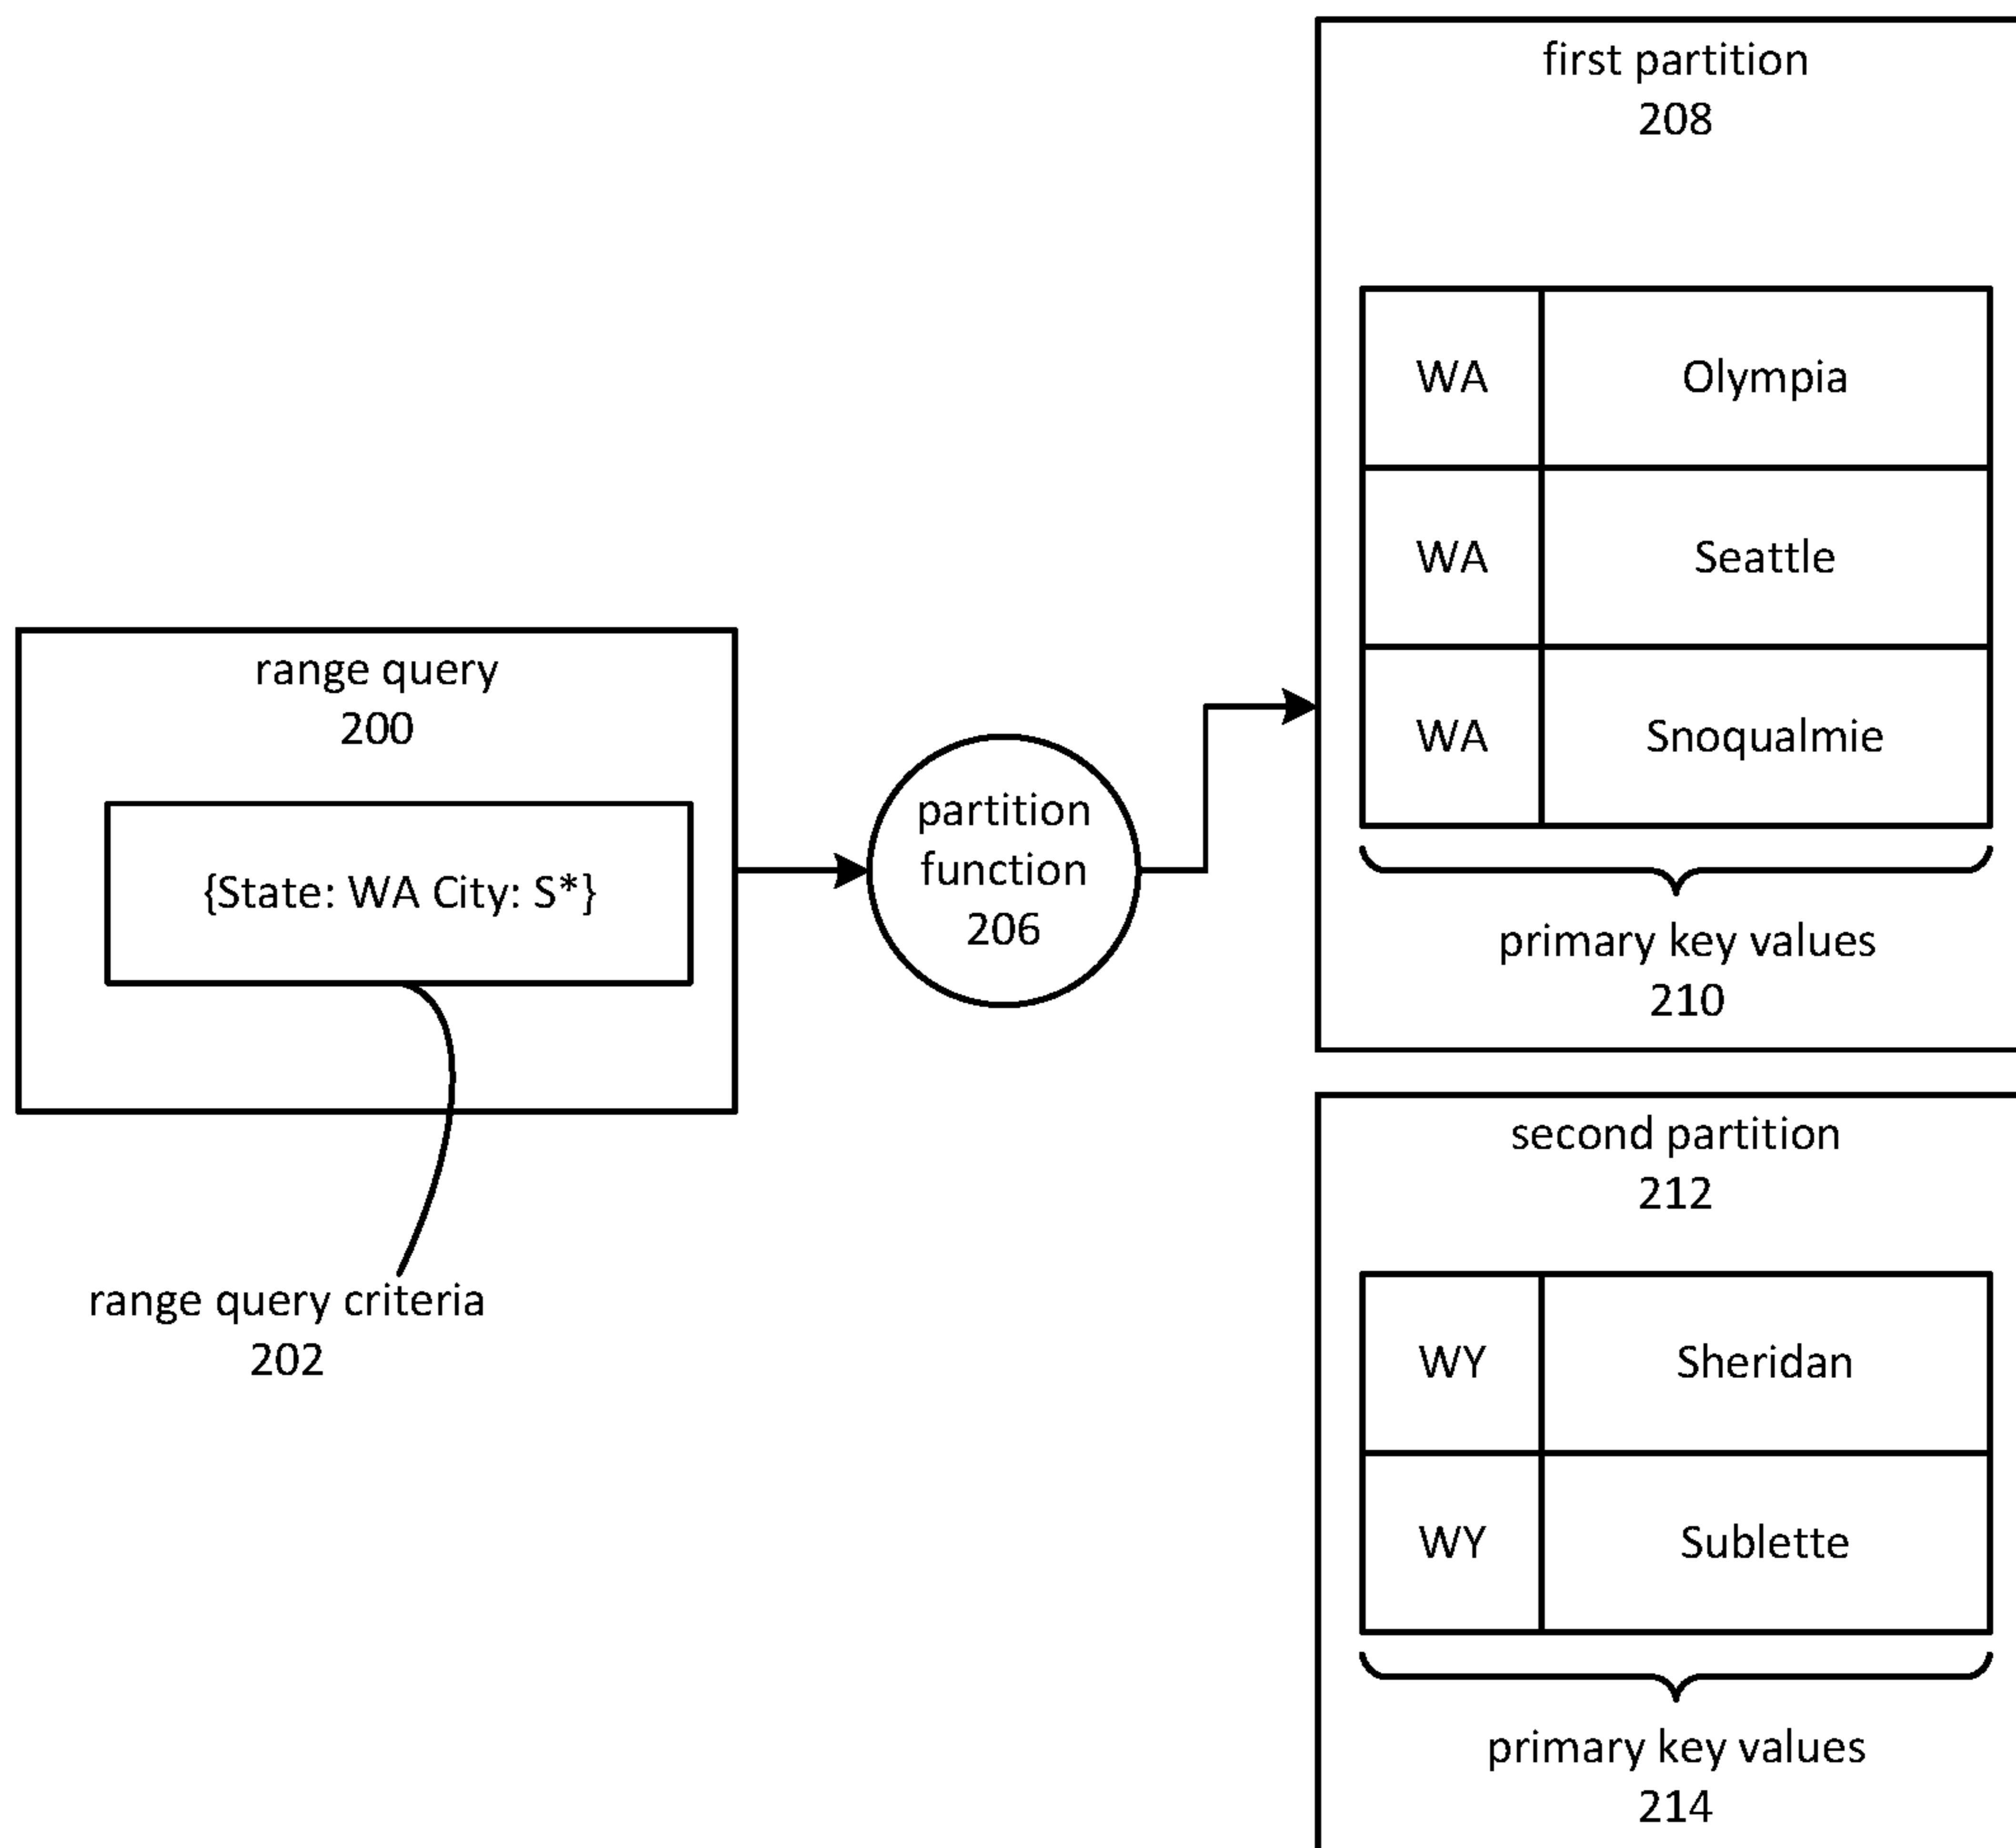 range query
200
{State: WA City: S*}
range query criteria
202
partition
function
206
first partition
208
WA Olympia
WA Seattle
WA Snoqualmie
primary key values
210
second partition
212
WY Sheridan
WY Sublette
primary key values
214